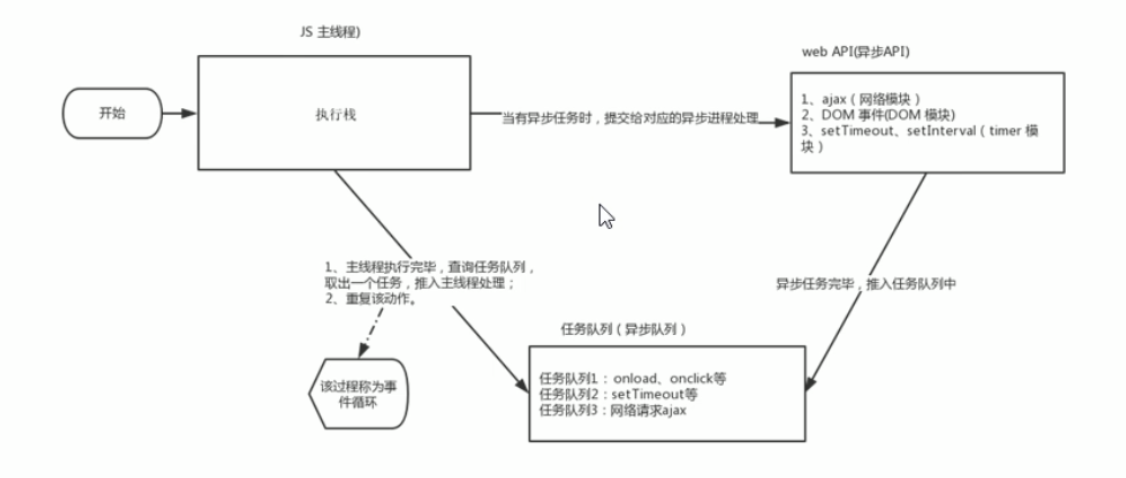 JS 主线程)
web API(异步API)
开始
执行栈
当有异步任务时，提交给对应的异步进程处理
1、ajax（网络模块）
2、DOM 事件(DOM 模块)
3、setTimeout、setInterval（timer 模
块）
1、主线程执行完毕，查询任务队列，
取出一个任务，推入主线程处理；
2、重复该动作。
异步任务完毕，推入任务队列中
任务队列（异步队列）
该过程称为事
件循环
任务队列1：onload、onclick等
任务队列2：setTimeout等
任务队列3：网络请求ajax